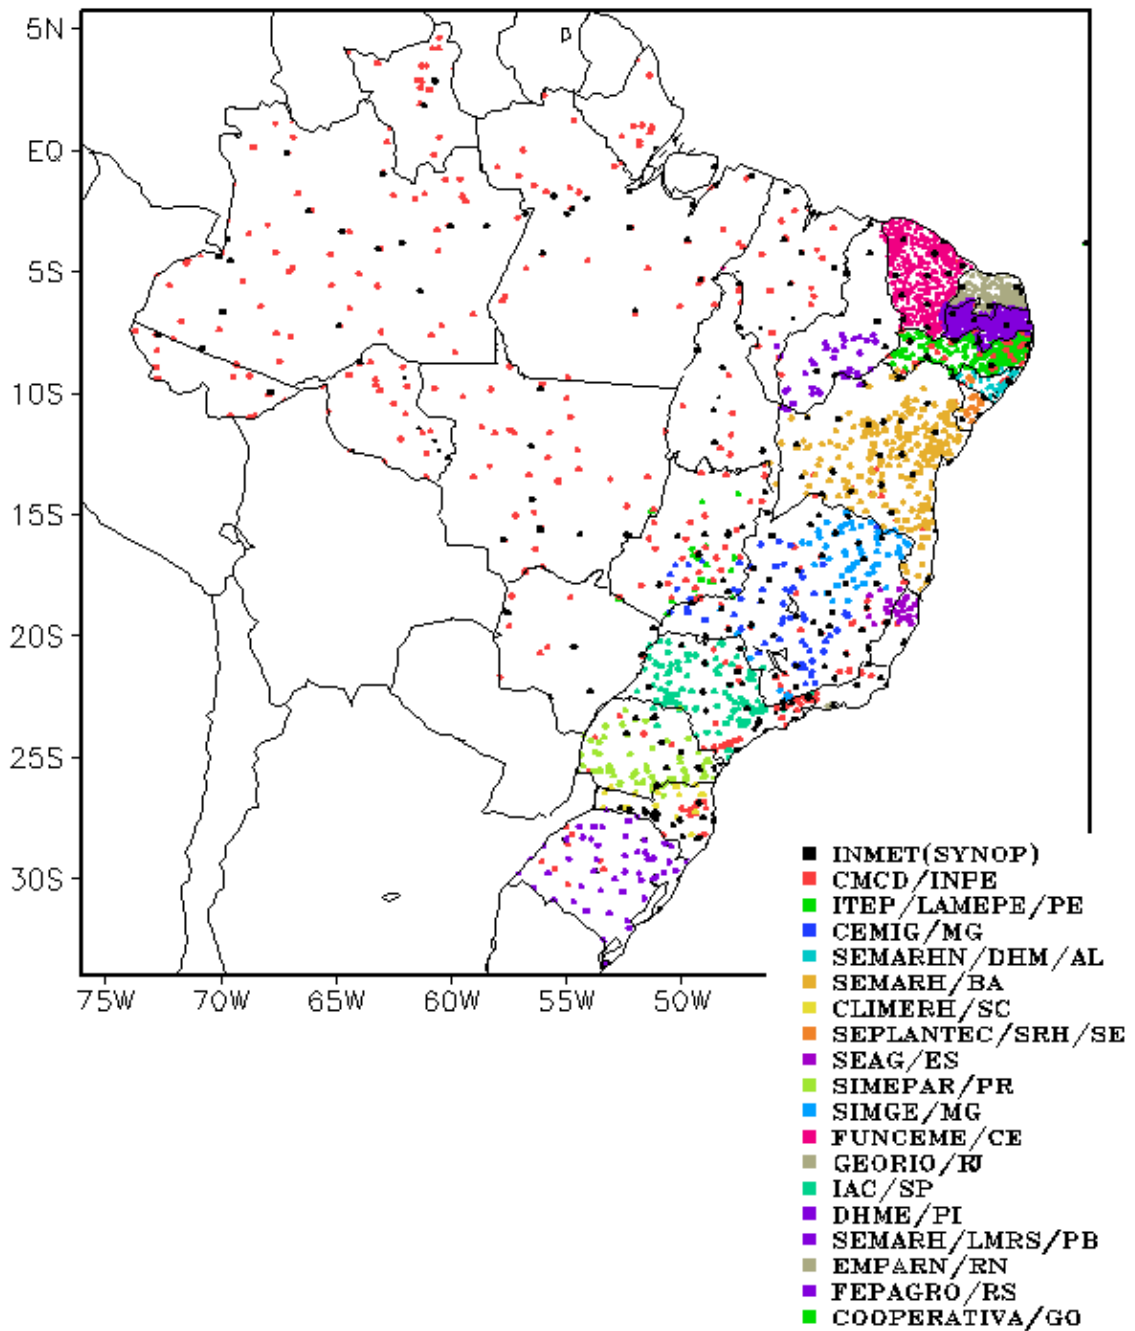 5N
EQ
5S
10S
15S
20S
25S
30S
75W 70W 65W 60W 55W 50W
INMET(SYNOP)
CMCD/INPE
ITEP/LAMEPE/PE
CEMIG/MG
SEMARHN/DHM/AL
SEMARH/BA
CLIMERH/SC
SEPLANTEC/SRH/SE
SEAG/ES
SIMEPAR/PR
SIMGE/MG
FUNCEME/CE
GEORIO/RJ
IAC/SP
DHME/PI
SEMARH/LMRS/PB
EMPARN/RN
FEPAGRO/RS
COOPERATIVA/GO